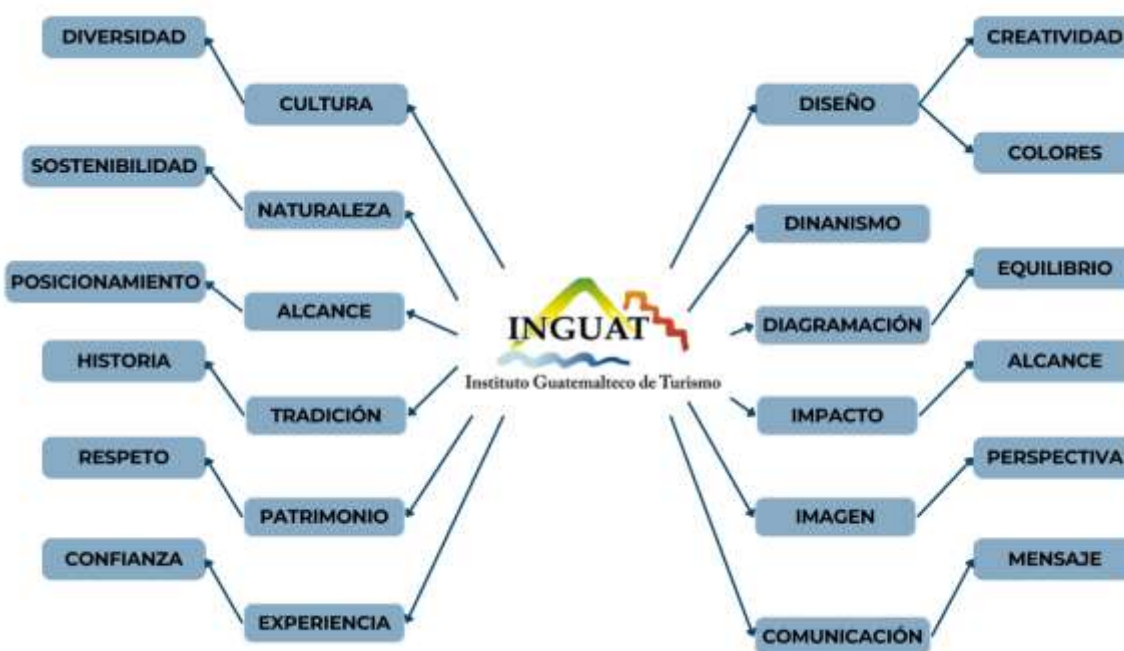 DIVERSIDAD
CULTURA
SOSTENIBILIDAD
NATURALEZA
POSICIONAMIENTO
ALCANCE
HISTORIA
TRADICIÓN
RESPETO
PATRIMONIO
CONFIANZA
EXPERIENCIA
INGUAT
Instituto Guatemalteco de Turismo
CREATIVIDAD
DISEÑO
COLORES
DINANISMO
EQUILIBRIO
DIAGRAMACIÓN
ALCANCE
IMPACTO
PERSPECTIVA
IMAGEN
MENSAJE
COMUNICACIÓN